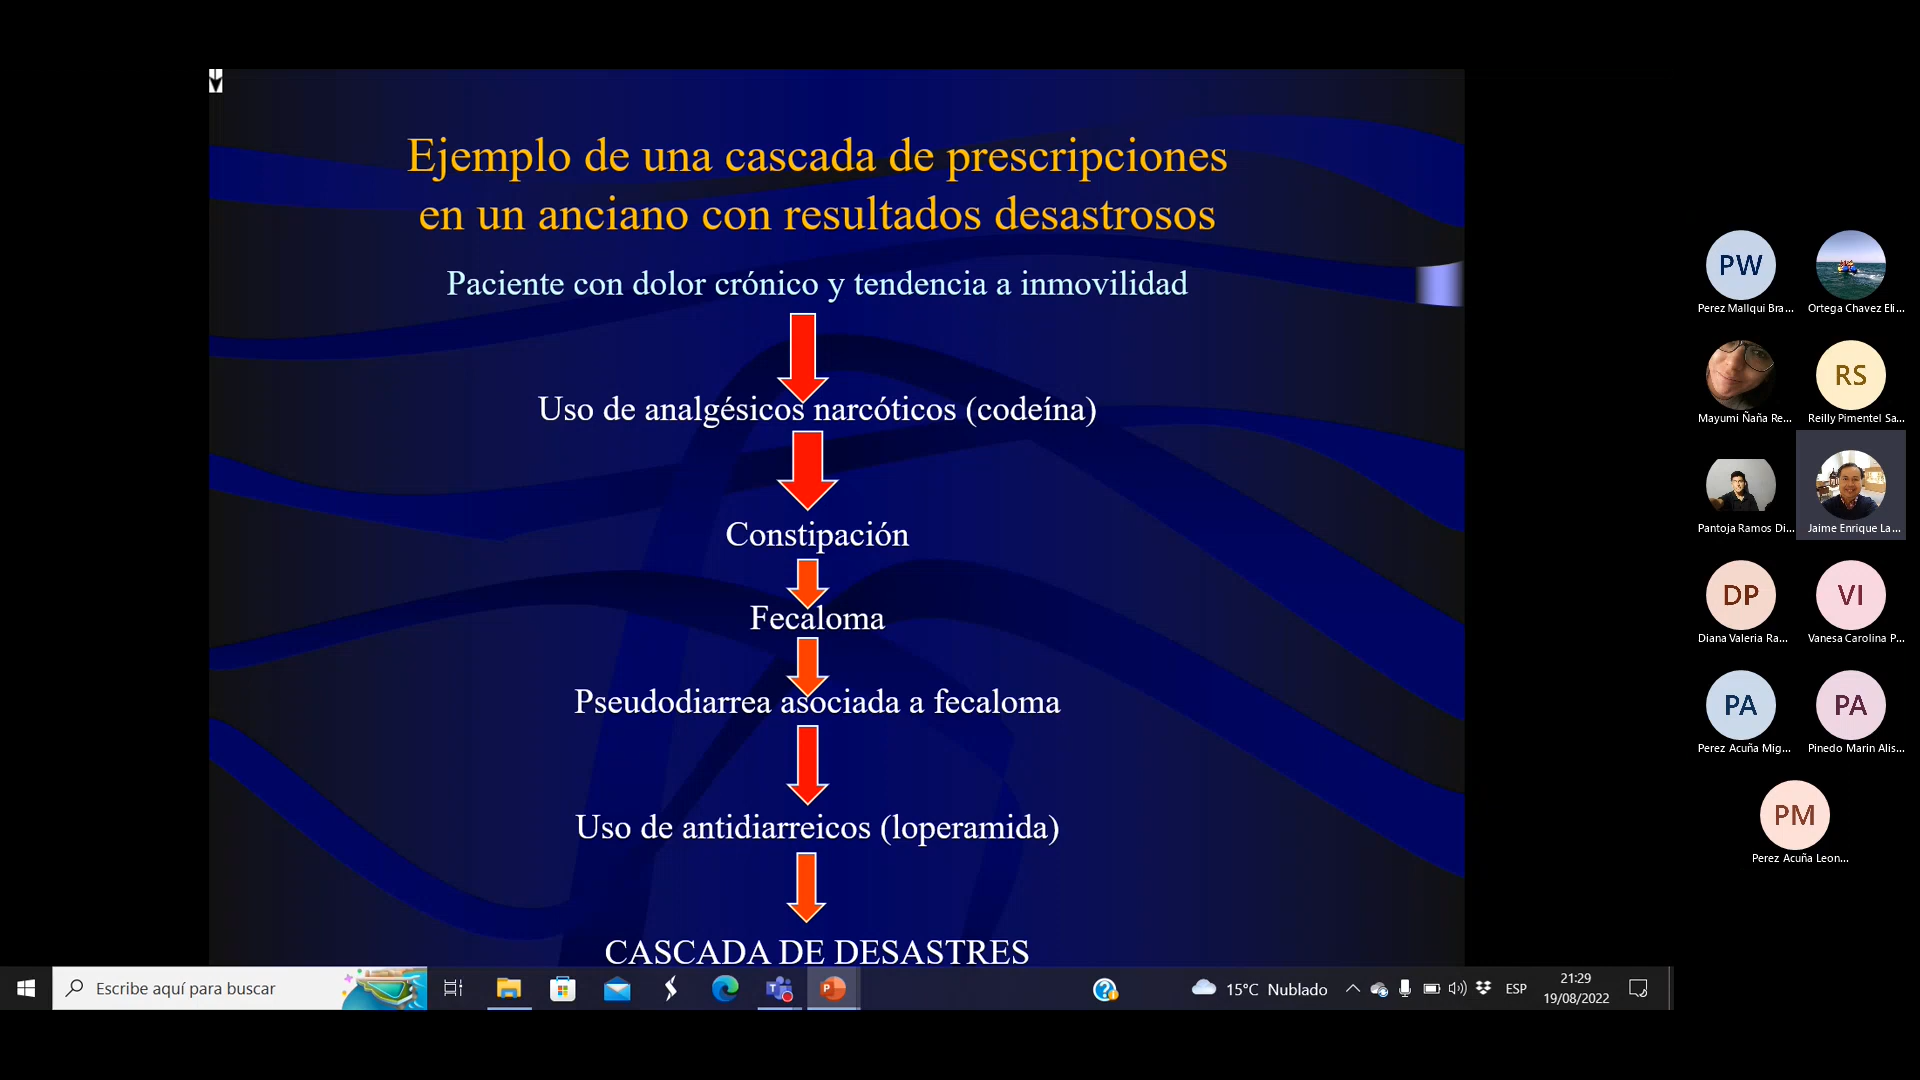 Ejemplo de una cascada de prescripciones
en un anciano con resultados desastrosos
Paciente con dolor crónico y tendencia a inmovilidad
Uso de analgésicos narcóticos (codeína)
Constipación
Fecaloma
Pseudodiarrea asociada a fecaloma
Uso de antidiarreicos (loperamida)
CASCADA DE DESASTRES
PW
Perez Mallqui Bra...
Ortega Chavez Eli...
Mayumi Ñaña Re...
RS
Reilly Pimentel Sa...
Pantoja Ramos Di...
Jaime Enrique La...
DP
Diana Valeria Ra...
VI
Vanesa Carolina P...
PA
Perez Acuña Mig...
PA
Pinedo Marin Alis...
PM
Perez Acuña Leon...
Escribe aquí para buscar
15°C Nublado
ESP
21:29
19/08/2022